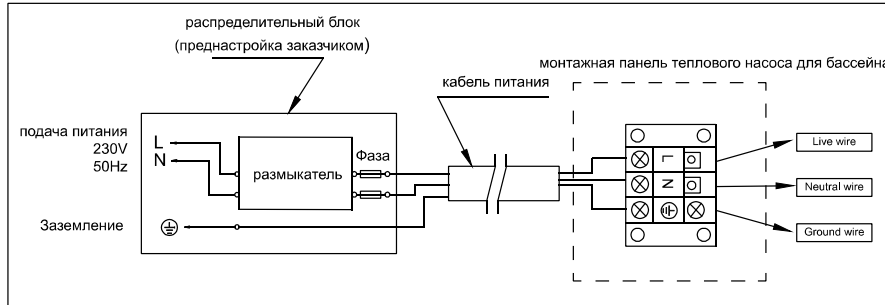 распределительный блок
(преднастройка заказчиком)
монтажная панель теплового насоса для бассейна
кабель питания
подача питания
230V
50Hz
L
N
размыкатель
Фаза
Заземление
L
N
Live wire
Neutral wire
Ground wire